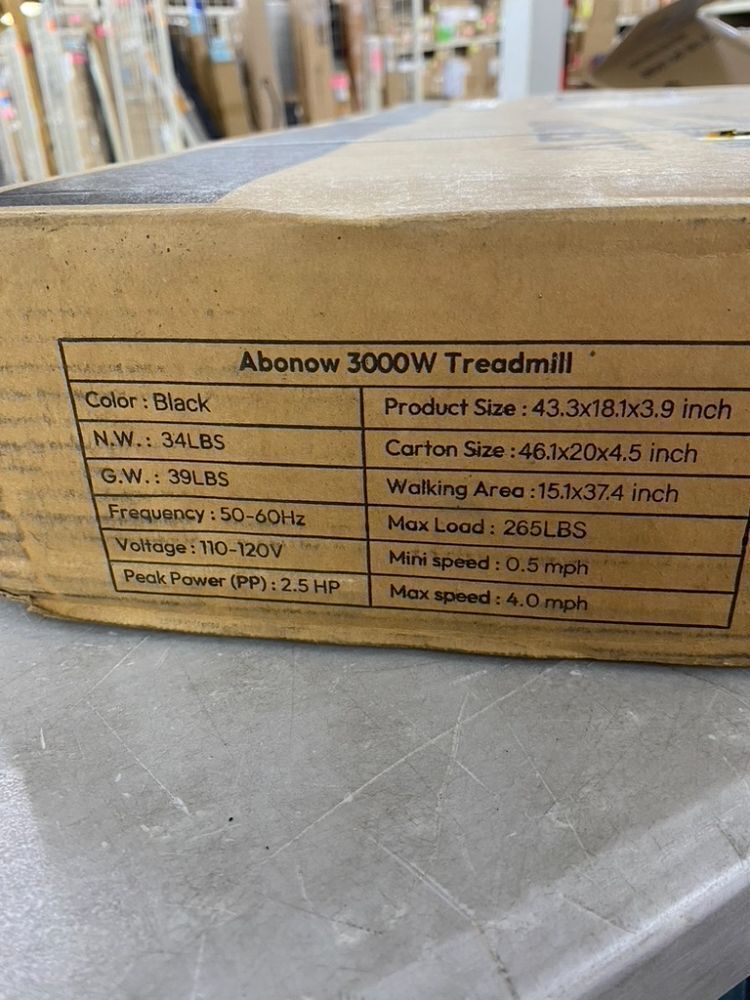 Abonow 3000W Treadmill
Color : Black
Product Size : 43.3x18.1x3.9 inch
N.W. : 34LBS
Carton Size : 46.1x20x4.5 inch
G.W. : 39LBS
Walking Area : 15.1x37.4 inch
Frequency : 50-60Hz
Max Load : 265LBS
Voltage : 110-120V
Mini speed : 0.5 mph
Peak Power (PP) : 2.5 HP
Max speed : 4.0 mph